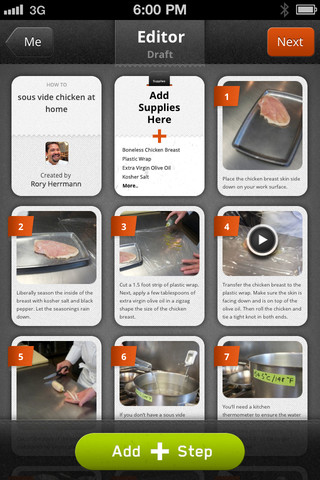 3G 6:00 PM
Me
Editor
Draft
Next
HOW TO
sous vide chicken at
home
Created by
Rory Herrmann
Supplies
Add
Supplies
Here
Boneless Chicken Breast
Plastic Wrap
Extra Virgin Olive Oil
Kosher Salt
More..
1
Place the chicken breast skin side
down on your work surface.
2
Liberally season the inside of the
breast with kosher salt and black
pepper. Let the seasonings rain
down.
3
Cut a 1.5 foot strip of plastic wrap.
Next, apply a few tablespoons of
extra virgin olive oil in a zigzag
shape the size of the chicken
breast.
4
Transfer the chicken breast to the
plastic wrap. Make sure the skin is
facing down and is on top of the
olive oil. Then roll the chicken and
tie a tight knot in both ends.
5
6
If you don't have a sous vide
7
You'll need a kitchen
thermometer to ensure the water
Add + Step